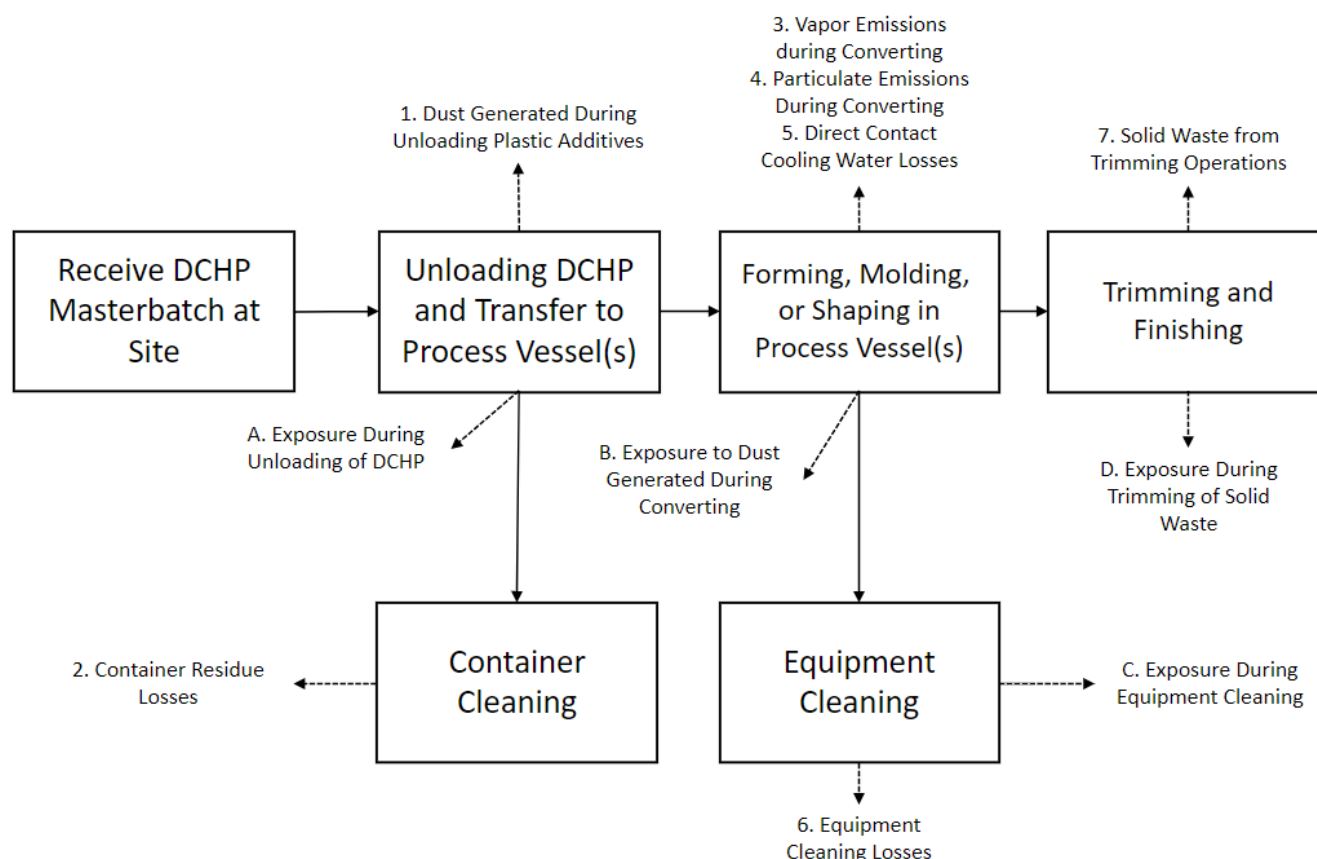 3. Vapor Emissions
during Converting
4. Particulate Emissions
During Converting
5. Direct Contact
Cooling Water Losses
1. Dust Generated During
Unloading Plastic Additives
7. Solid Waste from
Trimming Operations
Receive DCHP
Masterbatch at
Site
Unloading DCHP
and Transfer to
Process Vessel(s)
Forming, Molding,
or Shaping in
Process Vessel(s)
Trimming and
Finishing
A. Exposure During
Unloading of DCHP
B. Exposure to Dust
Generated During
Converting
D. Exposure During
Trimming of Solid
Waste
2. Container Residue
Losses
Container
Cleaning
Equipment
Cleaning
C. Exposure During
Equipment Cleaning
6. Equipment
Cleaning Losses